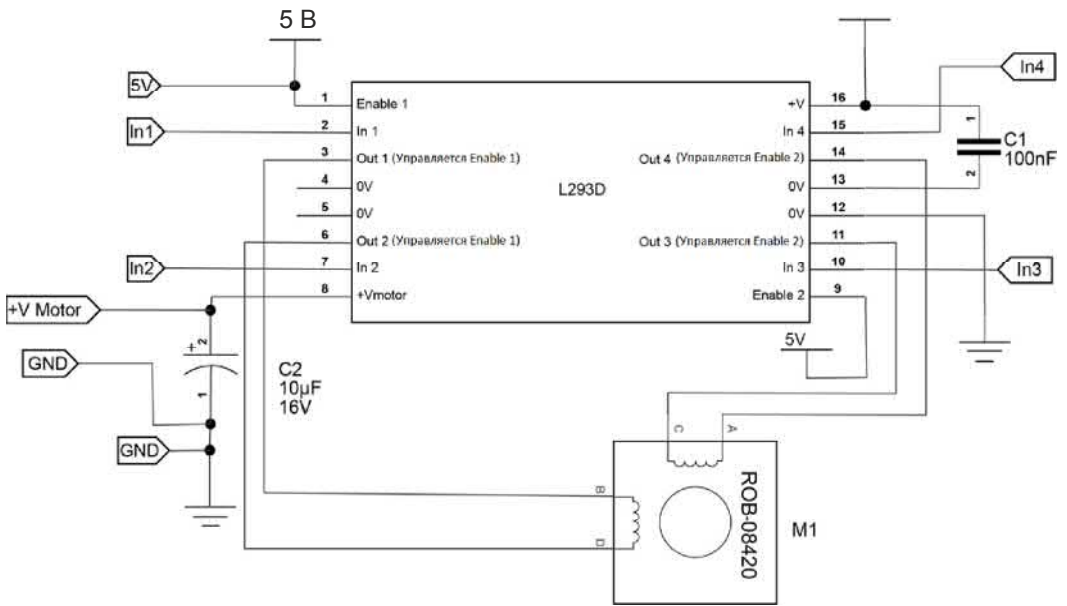 5 В
5V
In1
In2
+V Motor
GND
GND
1
2
3
4
5
6
7
8
Enable 1
In 1
Out 1 (Управляется Enable 1)
0V
0V
Out 2 (Управляется Enable 1)
In 2
+Vmotor
L293D
+V
In 4
Out 4 (Управляется Enable 2)
0V
0V
Out 3 (Управляется Enable 2)
In 3
Enable 2
16
15
14
13
12
11
10
9
In4
1
C1
100nF
2
In3
5V
+
2
1
C2
10µF
16V
C
A
B
D
ROB-08420
M1